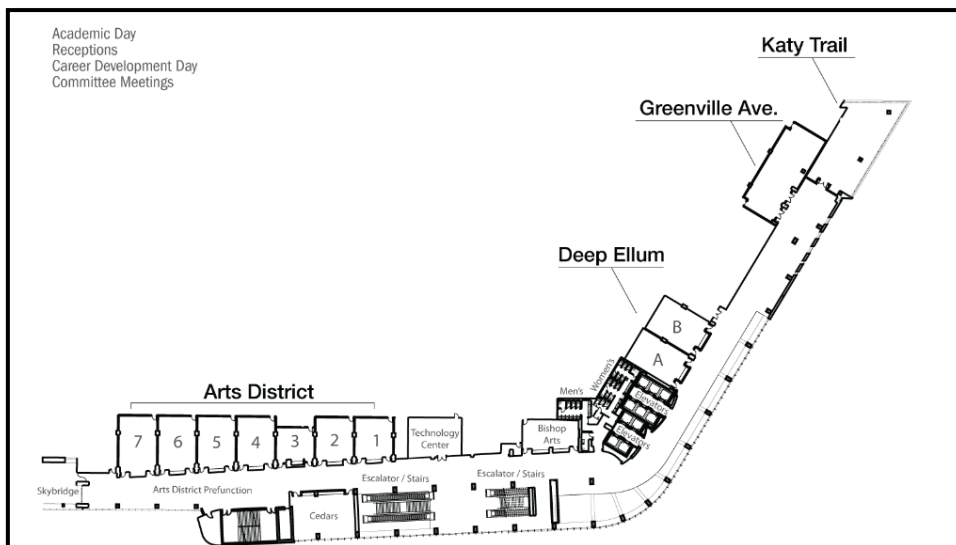 Academic Day
Receptions
Career Development Day
Committee Meetings
Katy Trail
Greenville Ave.
Deep Ellum
B
A
Women's
Men's
Elevators
Elevators
Arts District
7
6
5
4
3
2
1
Technology
Center
Bishop
Arts
Skybridge
Arts District Prefunction
Escalator / Stairs
Escalator / Stairs
Cedars